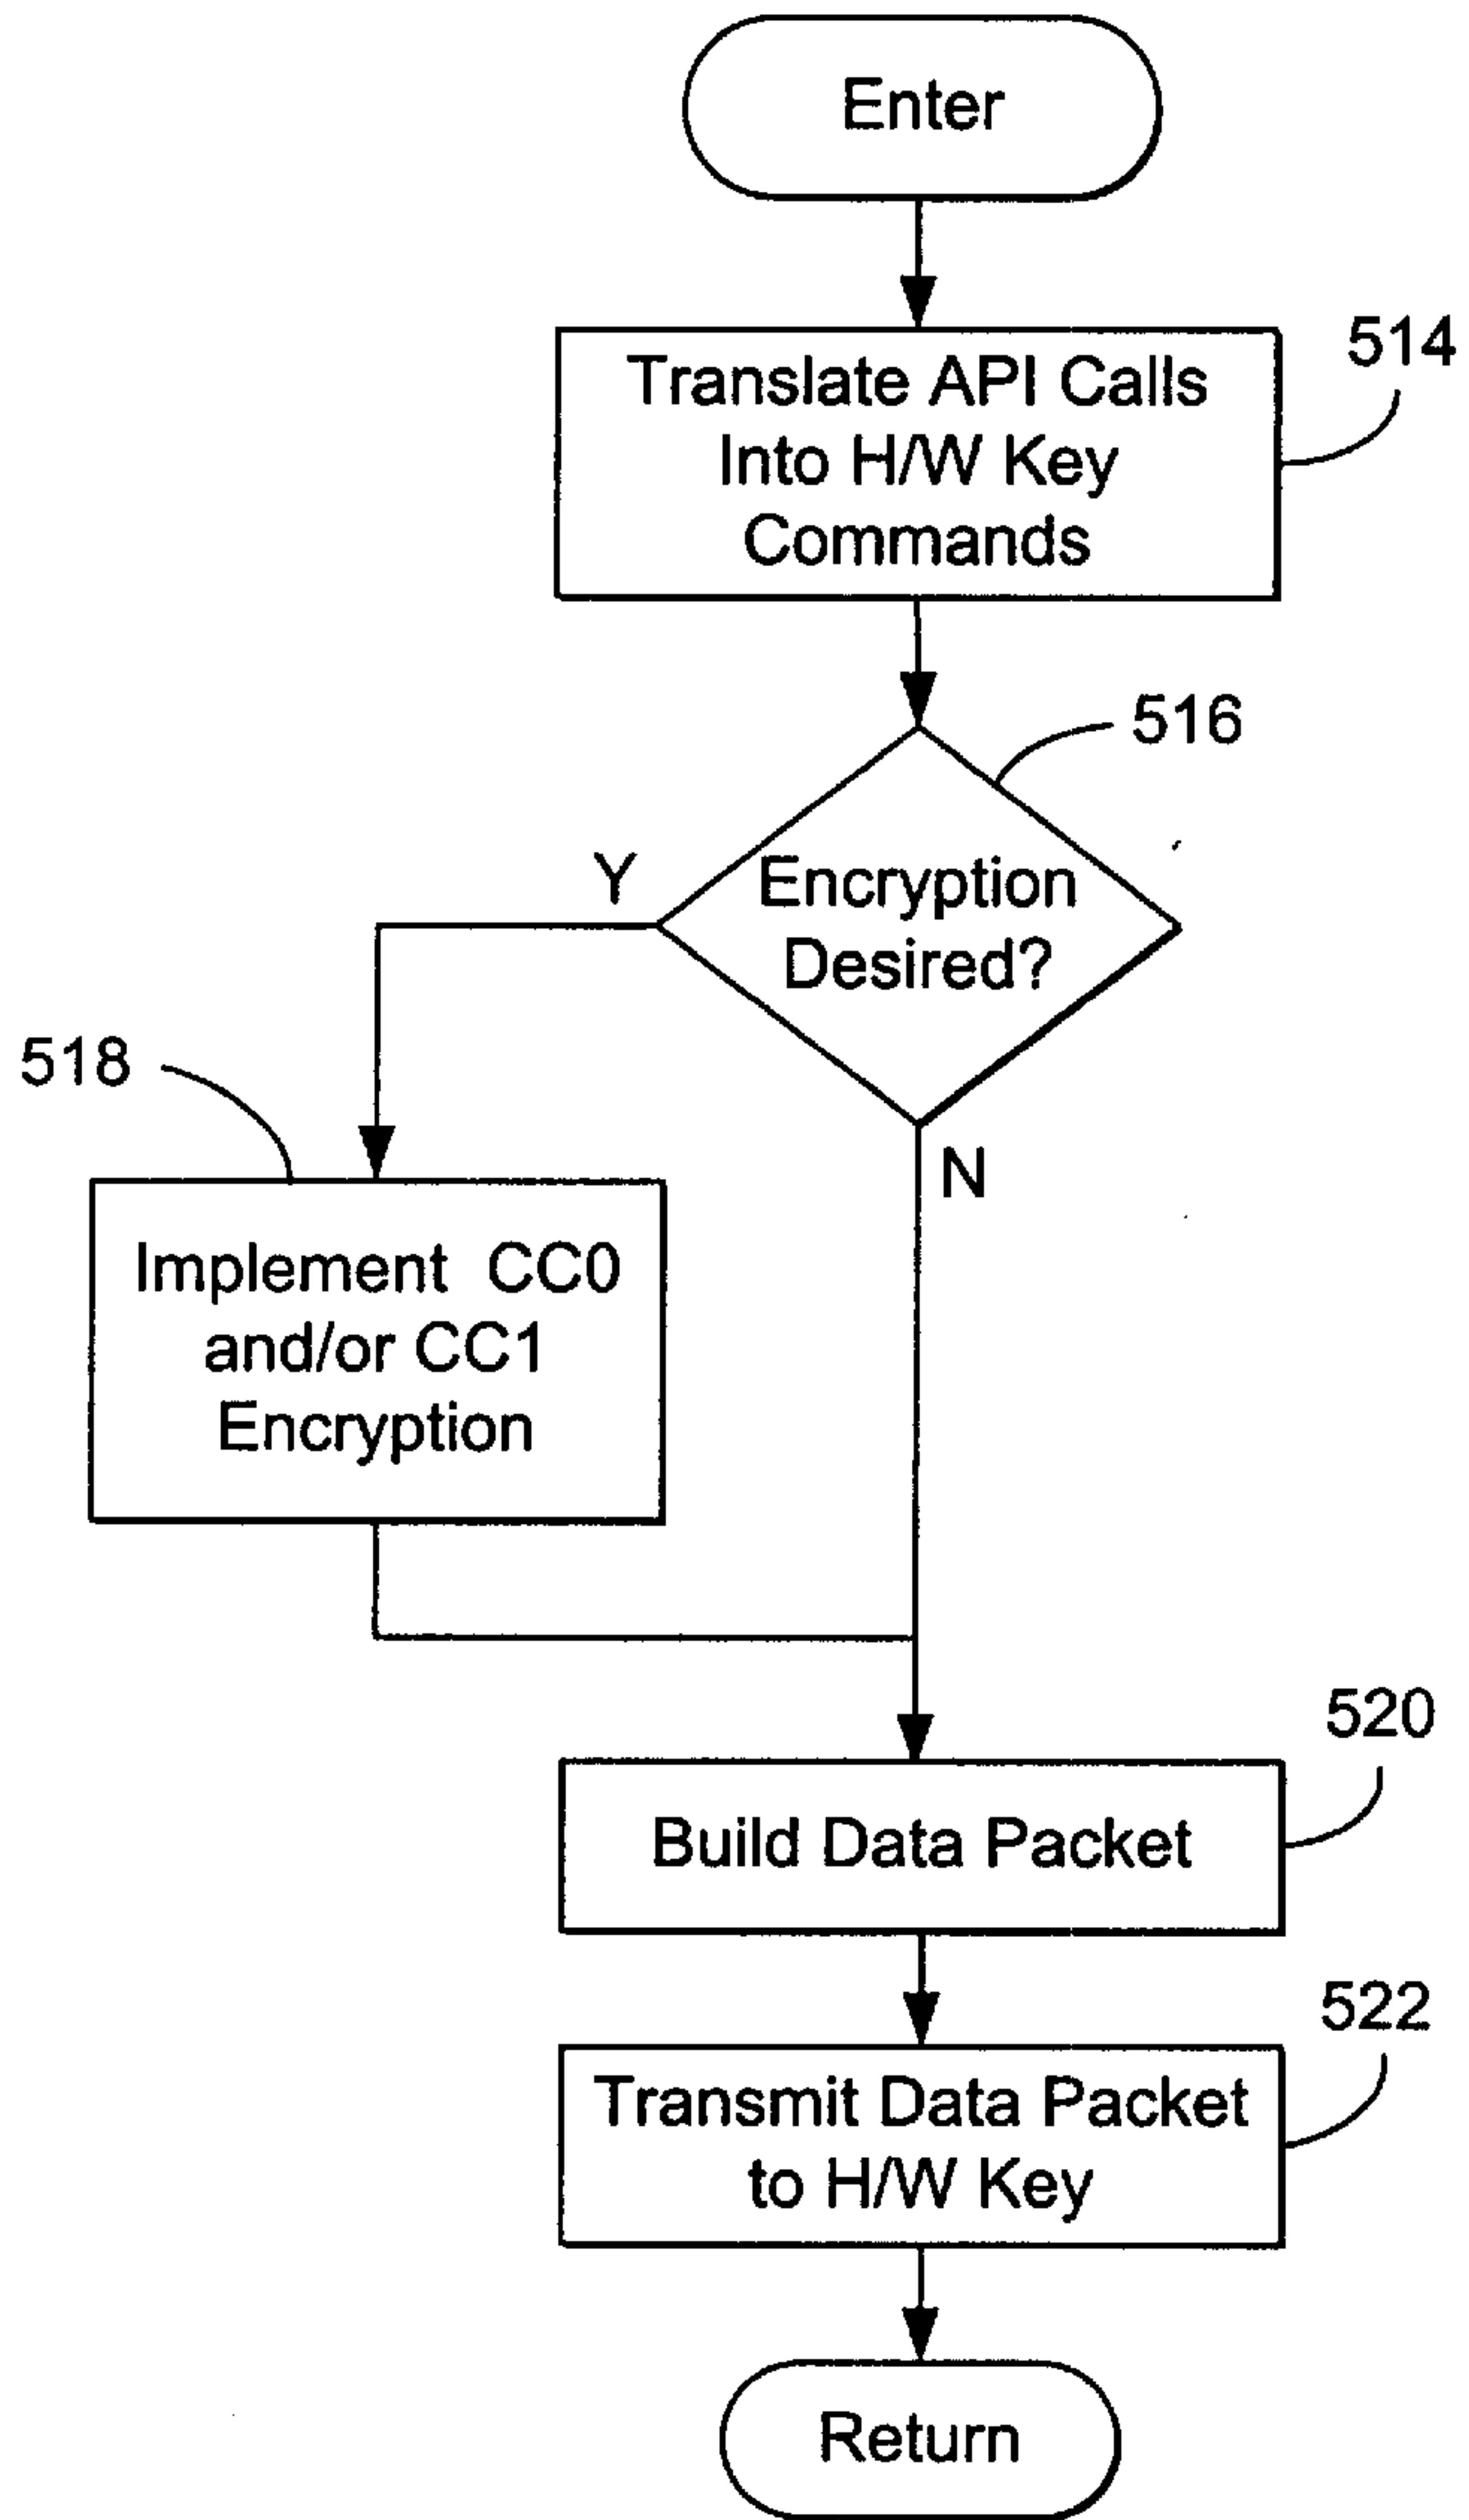 Enter
514
Translate API Calls
Into H/W Key
Commands
516
Y
Encryption
Desired?
518
N
Implement CC0
and/or CC1
Encryption
520
Build Data Packet
522
Transmit Data Packet
to H/W Key
Return